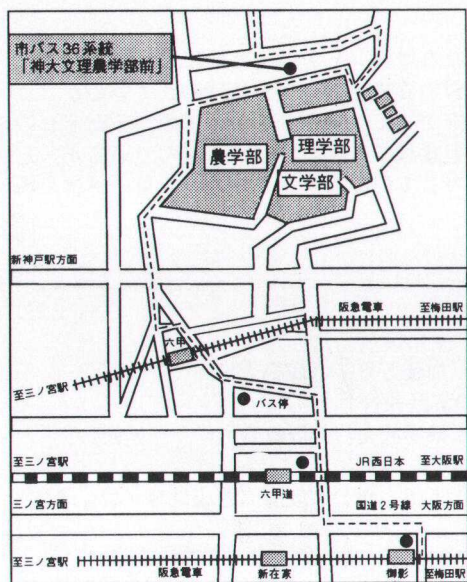 市バス36系統
「神大文理農学部前」
農学部
理学部
文学部
新神戸駅方面
阪急電車
至梅田駅
六甲
至三ノ宮駅
バス停
至三ノ宮駅
JR西日本
至大阪駅
六甲道
三ノ宮方面
国道2号線
大阪方面
至三ノ宮駅
阪急電車
新在家
御影
至梅田駅